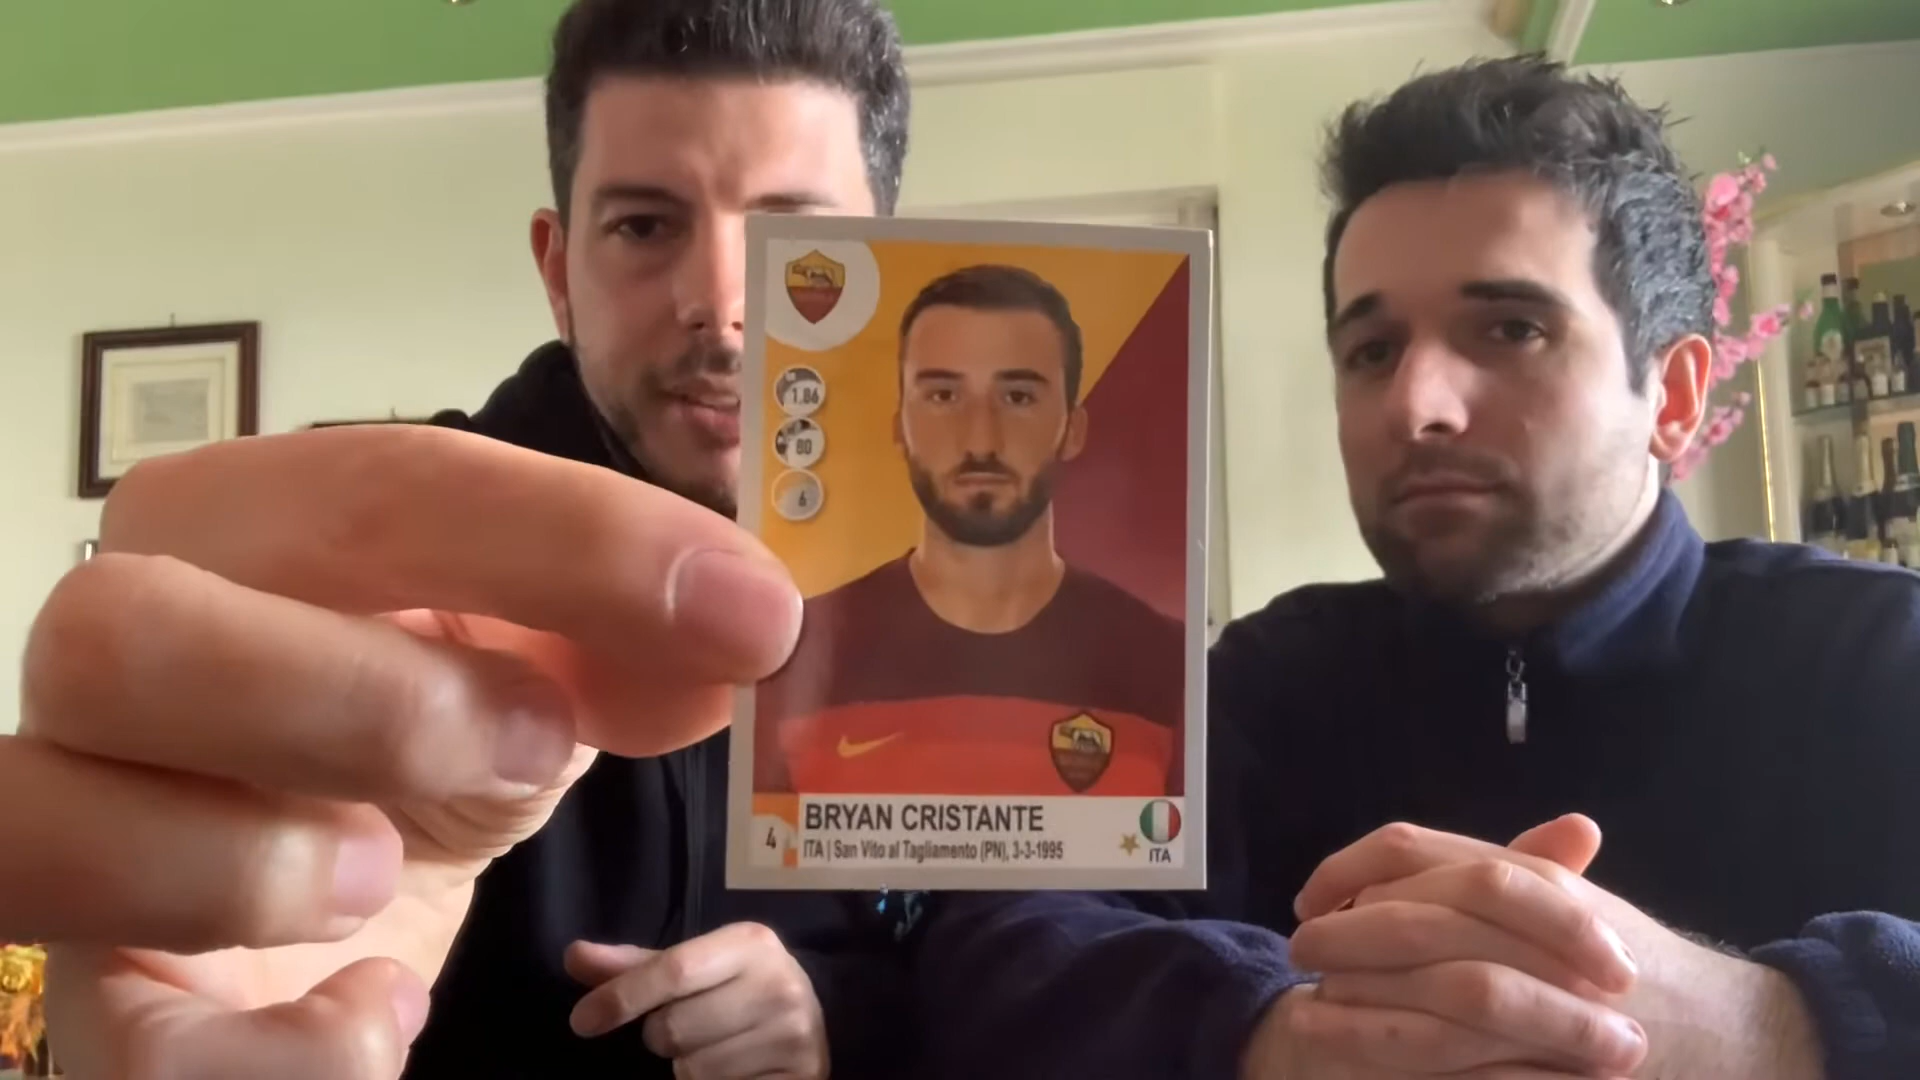 1.86
80
6
BRYAN CRISTANTE
4
ITA | San Vito al Tagliamento (PN), 3-3-1995
ITA